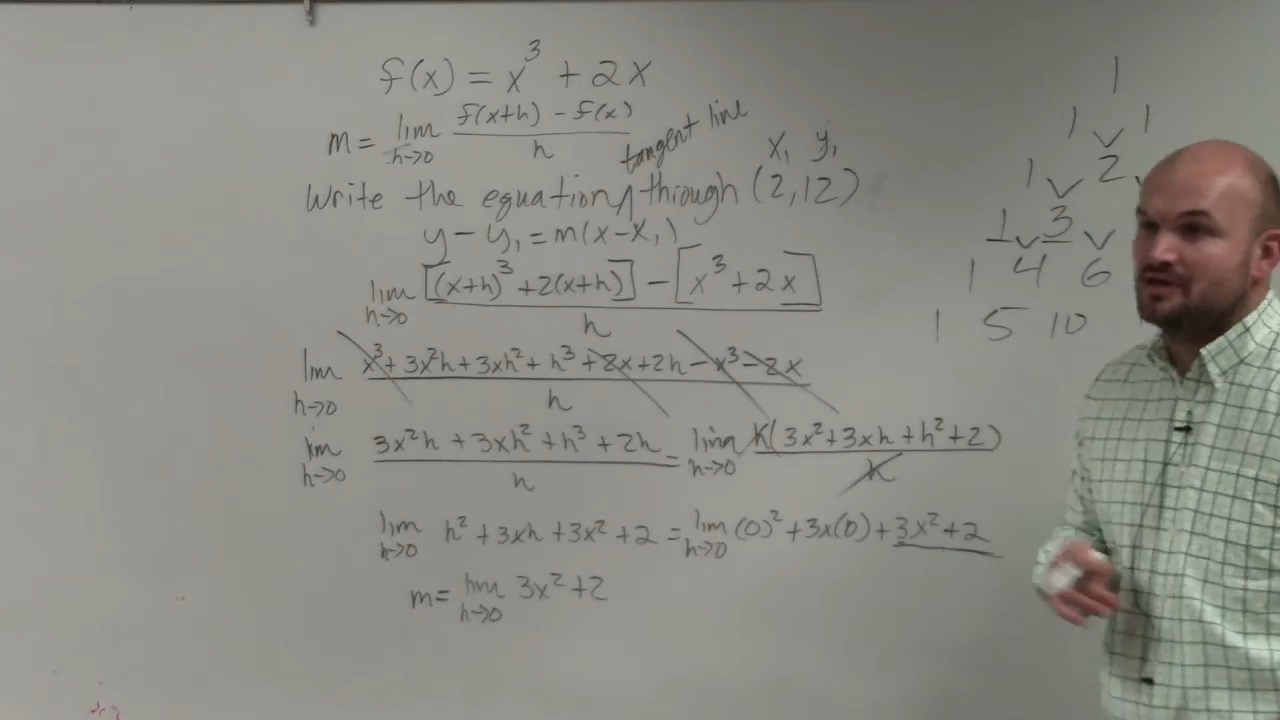 f(x) = x³ + 2x
m = lim h→0 f(x+h) - f(x) / h
tangent line
x₁ y₁
Write the equation through (2,12)
y - y₁ = m(x - x₁)
lim h→0 [(x+h)³ + 2(x+h)] - [x³ + 2x] / h
lim h→0 x³ + 3x²h + 3xh² + h³ + 2x + 2h - x³ - 2x / h
lim h→0 3x²h + 3xh² + h³ + 2h / h = lim h→0 h(3x² + 3xh + h² + 2) / h
lim h→0 h² + 3xh + 3x² + 2 = lim h→0 (0)² + 3x(0) + 3x² + 2
m = lim h→0 3x² + 2
1
1 1
1 2
1 3
1 4 6
1 5 10